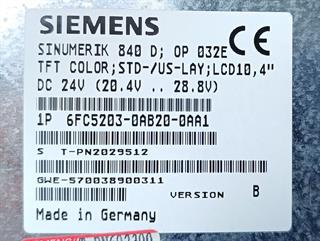 SIEMENS
SINUMERIK 840 D; OP 032E
TFT COLOR;STD-/US-LAY;LCD10,4"
DC 24V (20.4V .. 28.8V)
1P 6FC5203-0AB20-0AA1
S T-PN2029512
GWE-570038900311
VERSION B
Made in Germany